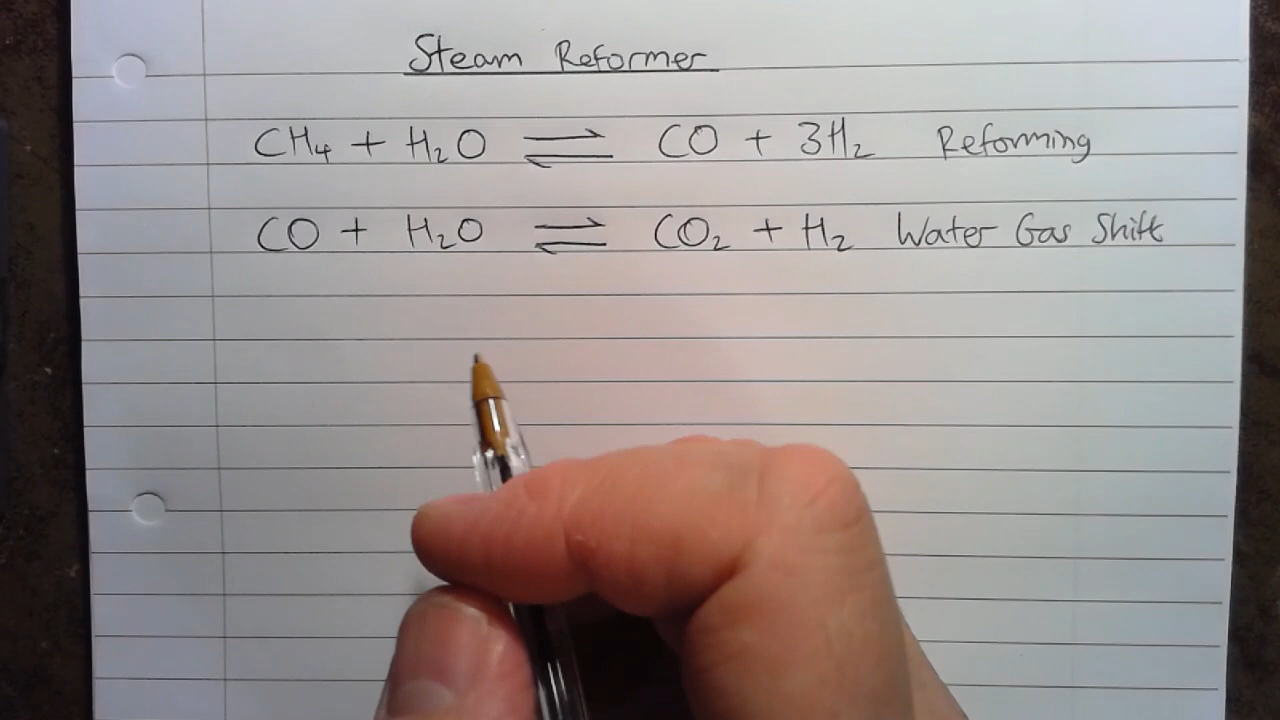 Steam Reformer
CH₄ + H₂O ⇌ CO + 3H₂ Reforming
CO + H₂O ⇌ CO₂ + H₂ Water Gas Shift